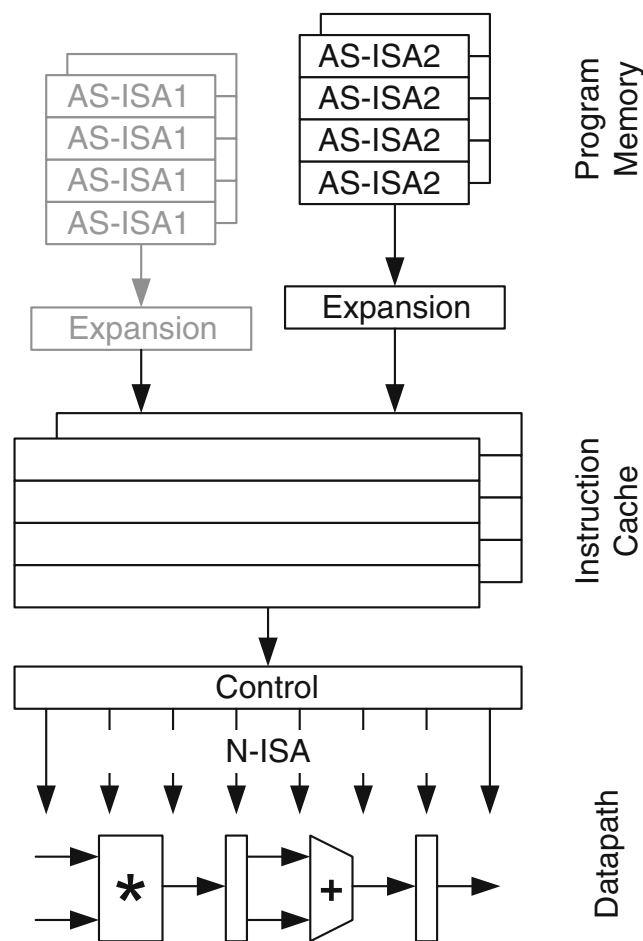 AS-ISA1
AS-ISA1
AS-ISA1
AS-ISA1
Expansion
AS-ISA2
AS-ISA2
AS-ISA2
AS-ISA2
Expansion
Program
Memory
Instruction
Cache
Control
N-ISA
*
+
Datapath